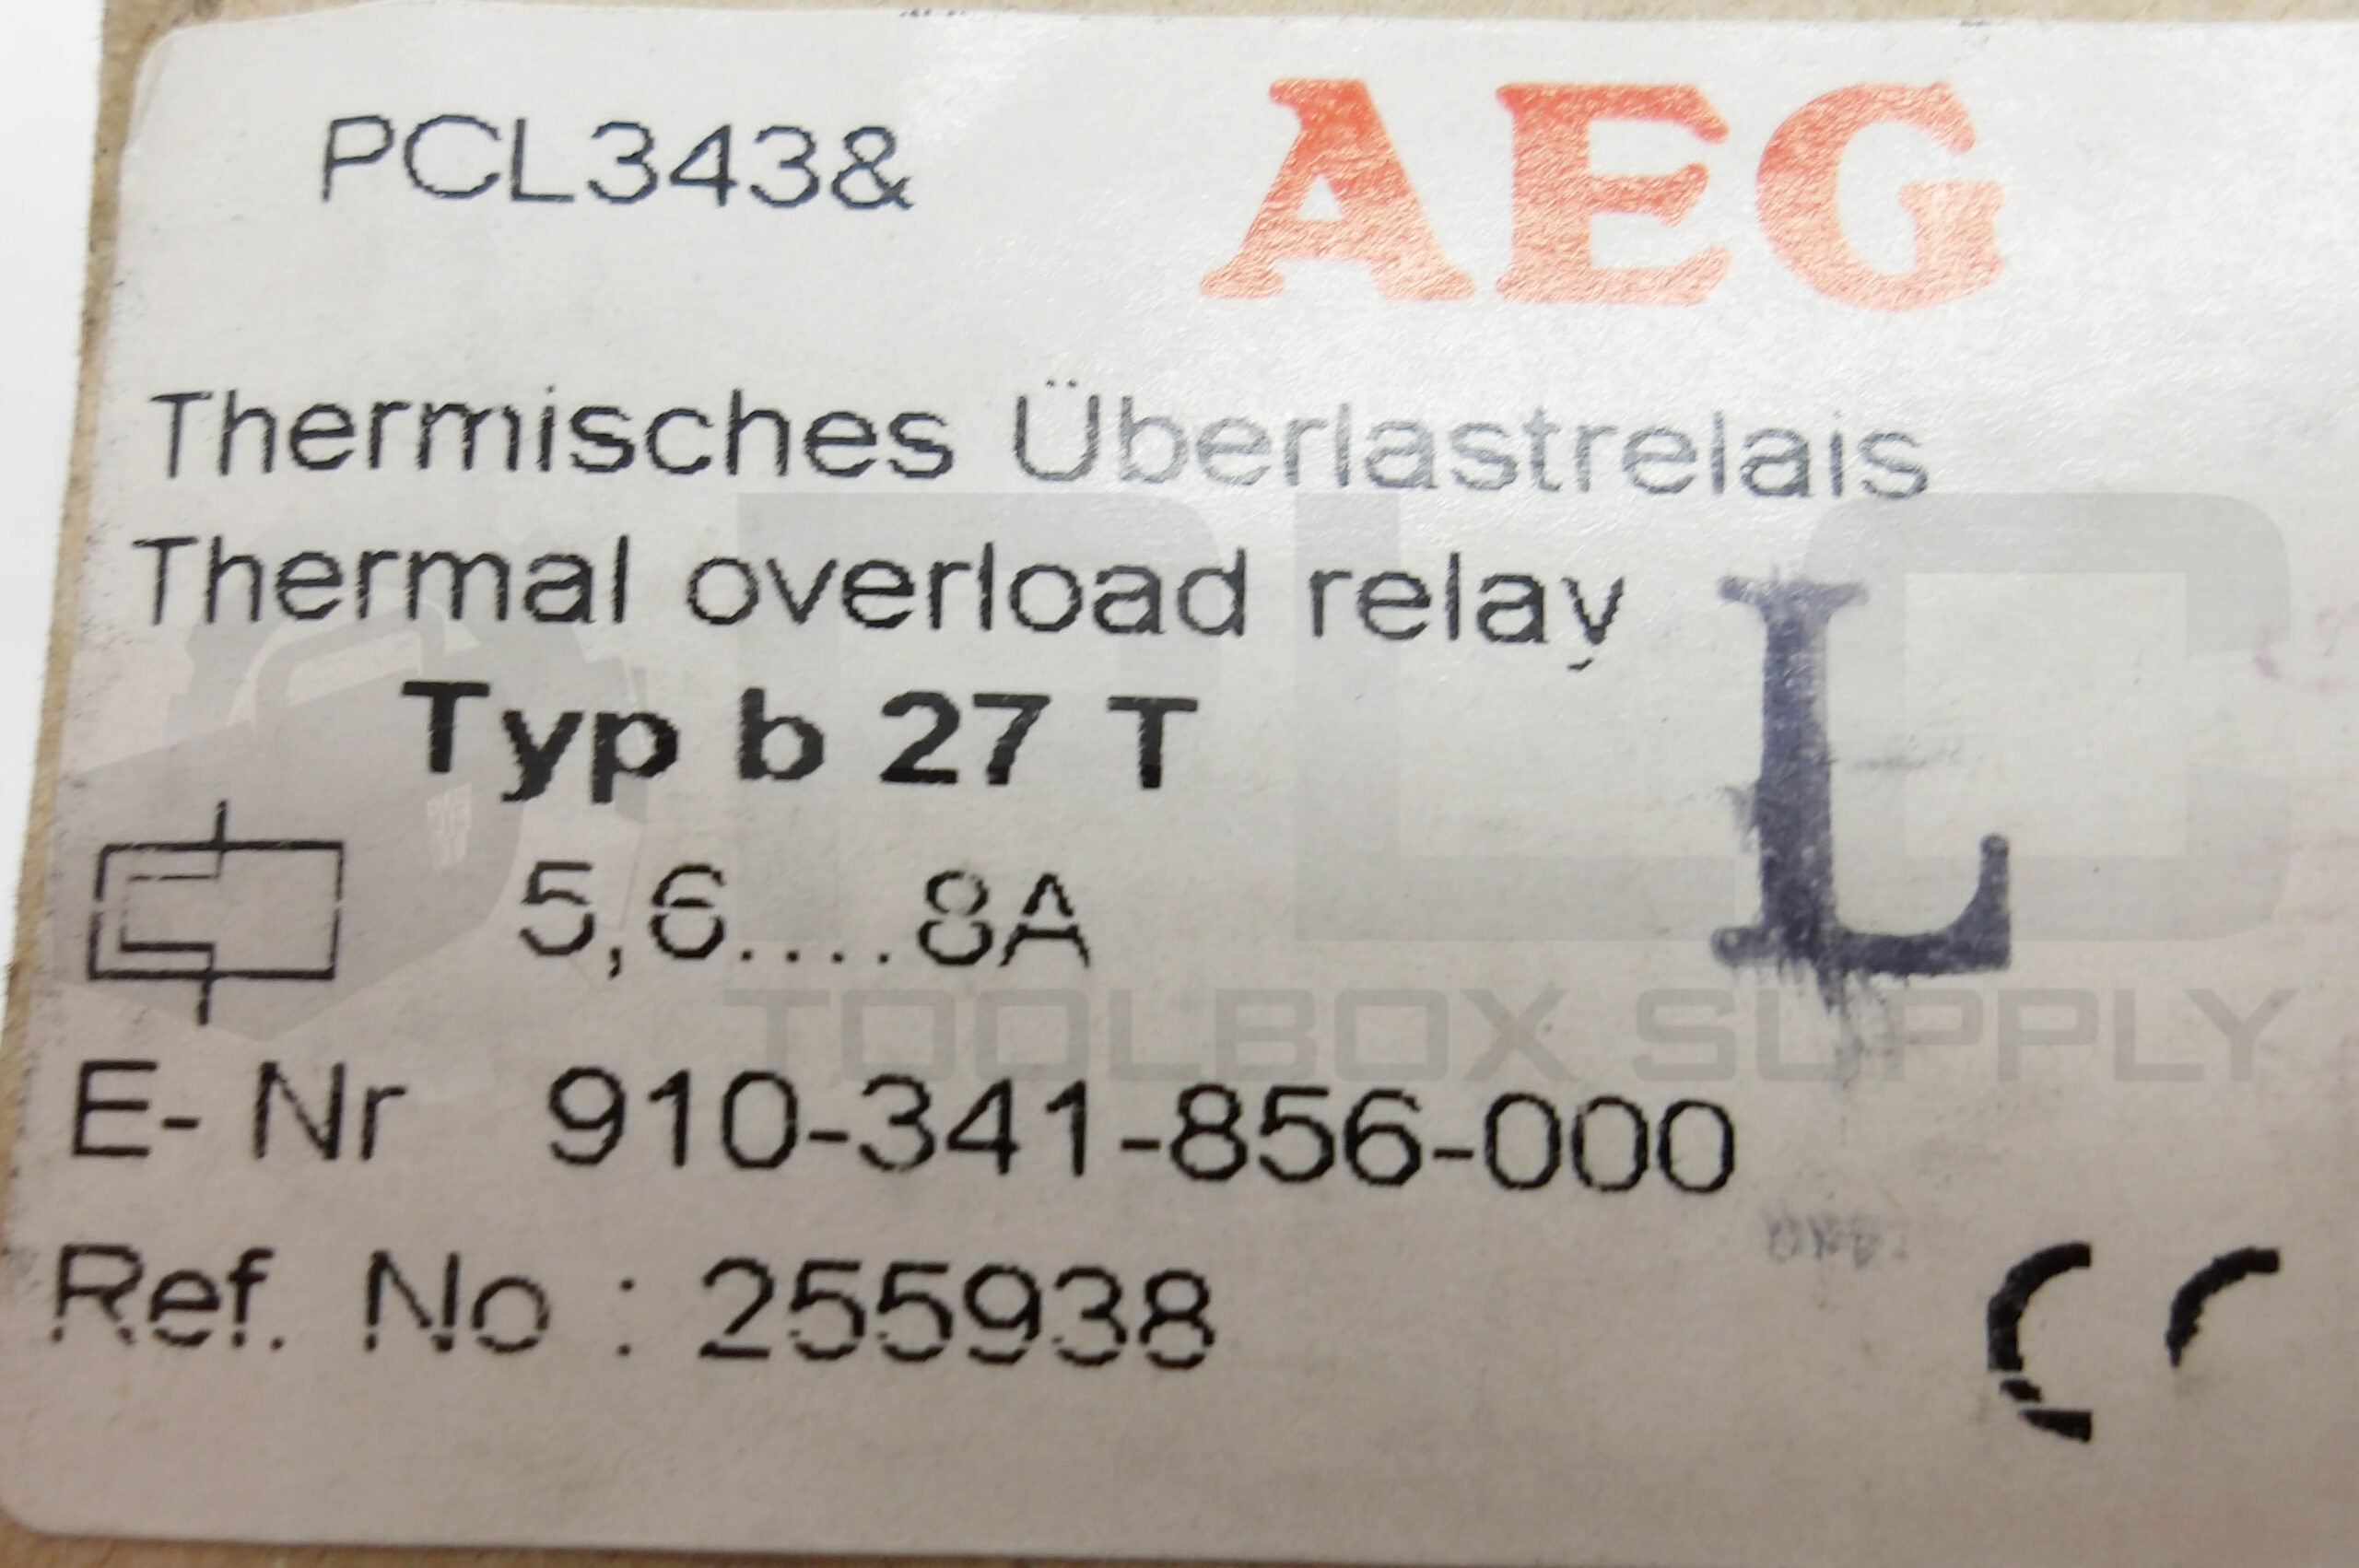 PCL343&
AEG
Thermisches Überlastrelais
Thermal overload relay
L
Typ b 27 T
5,6....8A
PLC
TOOLBOX SUPPLY
E- Nr 910-341-856-000
Ref. No : 255938
CE